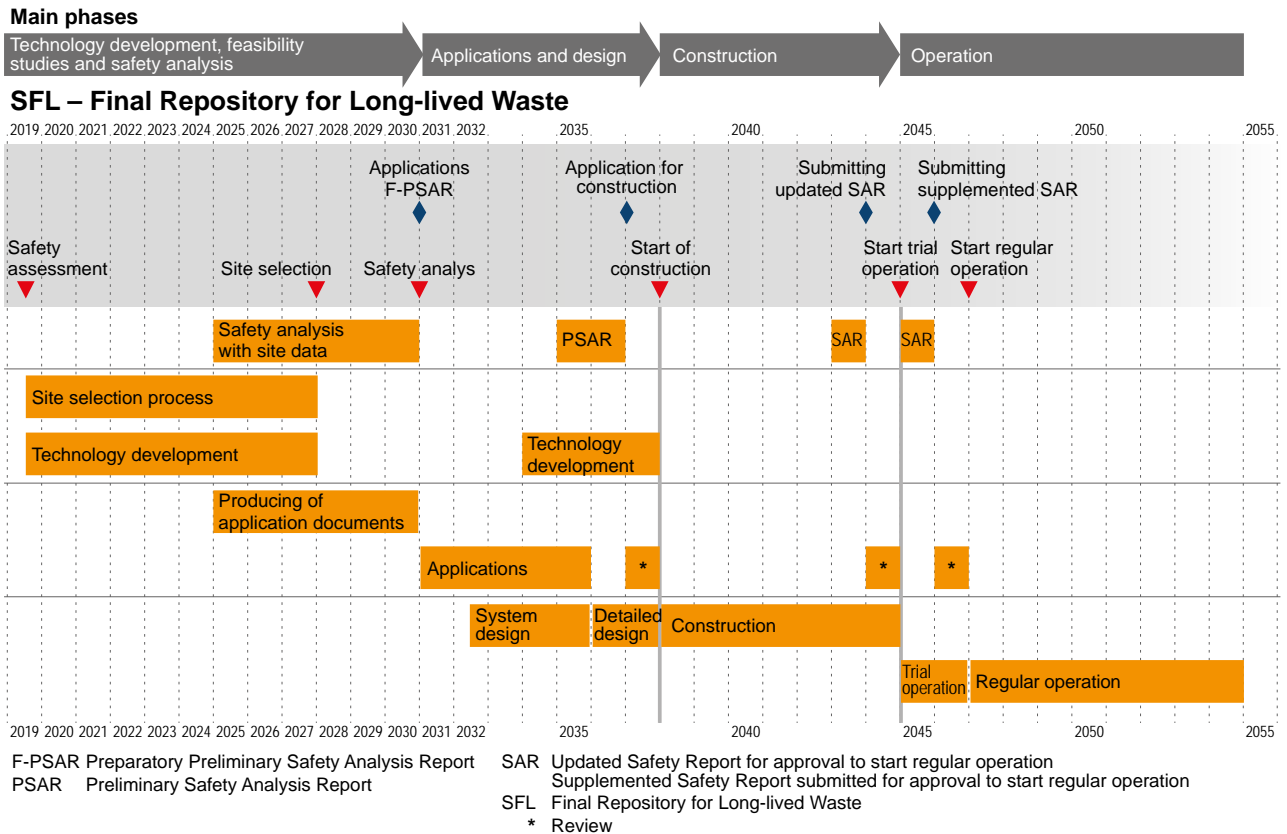 Main phases
Technology development, feasibility
studies and safety analysis
Applications and design
Construction
Operation
SFL – Final Repository for Long-lived Waste
2019 2020 2021 2022 2023 2024 2025 2026 2027 2028 2029 2030 2031 2032 2035 2040 2045 2050 2055
Applications
F-PSAR
Application for
construction
Submitting
updated SAR
Submitting
supplemented SAR
Safety
assessment
Site selection
Safety analys
Start of
construction
Start trial
operation
Start regular
operation
Safety analysis
with site data
PSAR
SAR
SAR
Site selection process
Technology development
Technology
development
Producing of
application documents
Applications
*
*
*
System
design
Detailed
design
Construction
Trial
operation
Regular operation
2019 2020 2021 2022 2023 2024 2025 2026 2027 2028 2029 2030 2031 2032 2035 2040 2045 2050 2055
F-PSAR Preparatory Preliminary Safety Analysis Report
PSAR Preliminary Safety Analysis Report
SAR Updated Safety Report for approval to start regular operation
Supplemented Safety Report submitted for approval to start regular operation
SFL Final Repository for Long-lived Waste
* Review